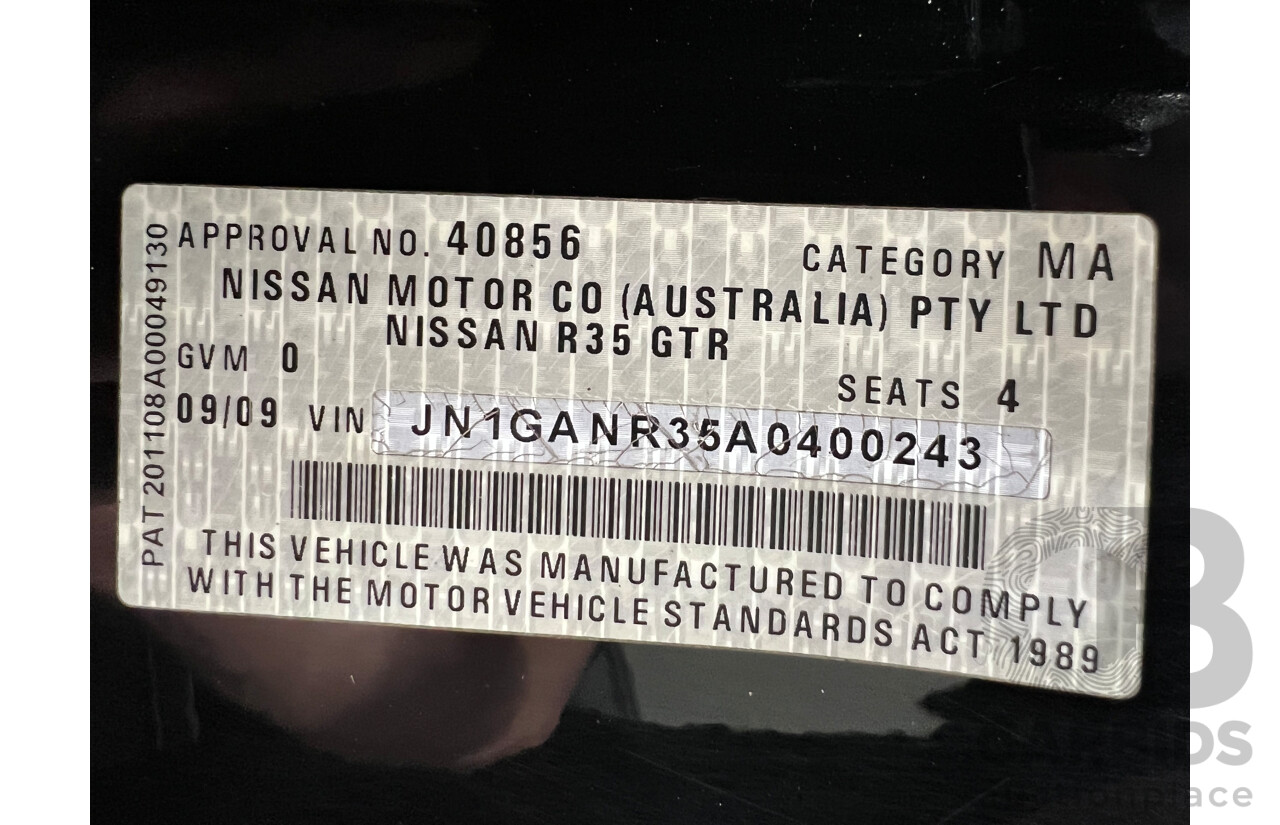 APPROVAL NO. 40856 CATEGORY MA
NISSAN MOTOR CO (AUSTRALIA) PTY LTD
NISSAN R35 GTR
GVM 0 SEATS 4
09/09 VIN JN1GANR35A0400243
THIS VEHICLE WAS MANUFACTURED TO COMPLY
WITH THE MOTOR VEHICLE STANDARDS ACT 1989
PAT 201108A00049130